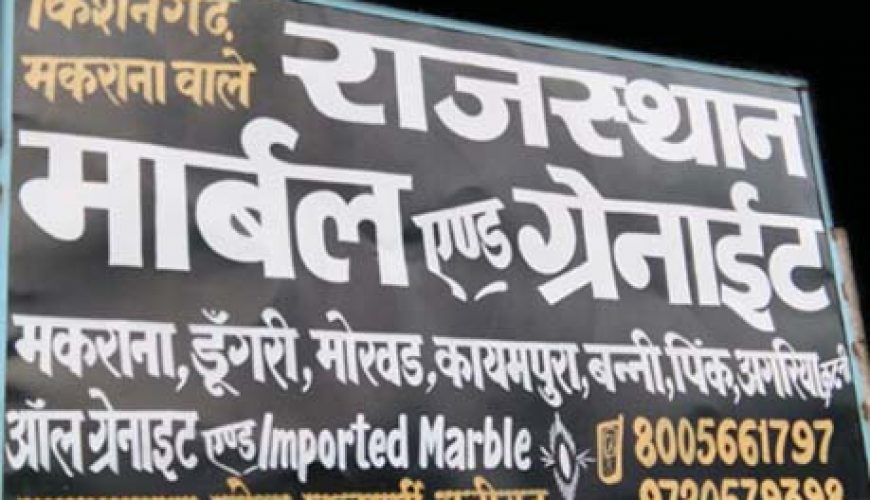 किशनगढ़,
मकराना वाले
राजस्थान
मार्बल एण्ड ग्रेनाईट
मकराना, डूँगरी, मोरवड, कायमपुरा, बन्नी, पिंक, अगरिया,
ऑल ग्रेनाइट एण्ड/Imported Marble
8005661797